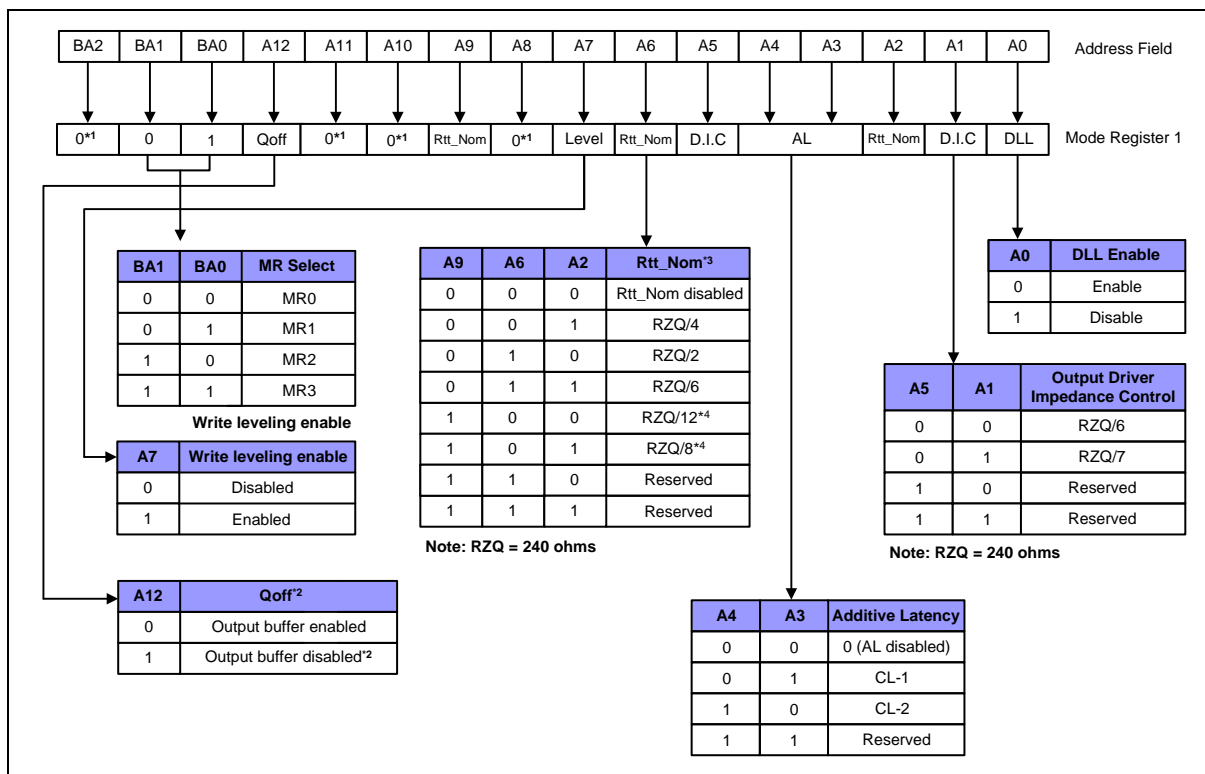 BA2 BA1 BA0 A12 A11 A10 A9 A8 A7 A6 A5 A4 A3 A2 A1 A0 Address Field
0*1 0 1 Qoff 0*1 0*1 Rtt_Nom 0*1 Level Rtt_Nom D.I.C AL Rtt_Nom D.I.C DLL Mode Register 1
BA1 BA0 MR Select
0 0 MR0
0 1 MR1
1 0 MR2
1 1 MR3
Write leveling enable
A7 Write leveling enable
0 Disabled
1 Enabled
A12 Qoff*2
0 Output buffer enabled
1 Output buffer disabled*2
A9 A6 A2 Rtt_Nom*3
0 0 0 Rtt_Nom disabled
0 0 1 RZQ/4
0 1 0 RZQ/2
0 1 1 RZQ/6
1 0 0 RZQ/12*4
1 0 1 RZQ/8*4
1 1 0 Reserved
1 1 1 Reserved
Note: RZQ = 240 ohms
A4 A3 Additive Latency
0 0 0 (AL disabled)
0 1 CL-1
1 0 CL-2
1 1 Reserved
A0 DLL Enable
0 Enable
1 Disable
A5 A1 Output Driver
Impedance Control
0 0 RZQ/6
0 1 RZQ/7
1 0 Reserved
1 1 Reserved
Note: RZQ = 240 ohms